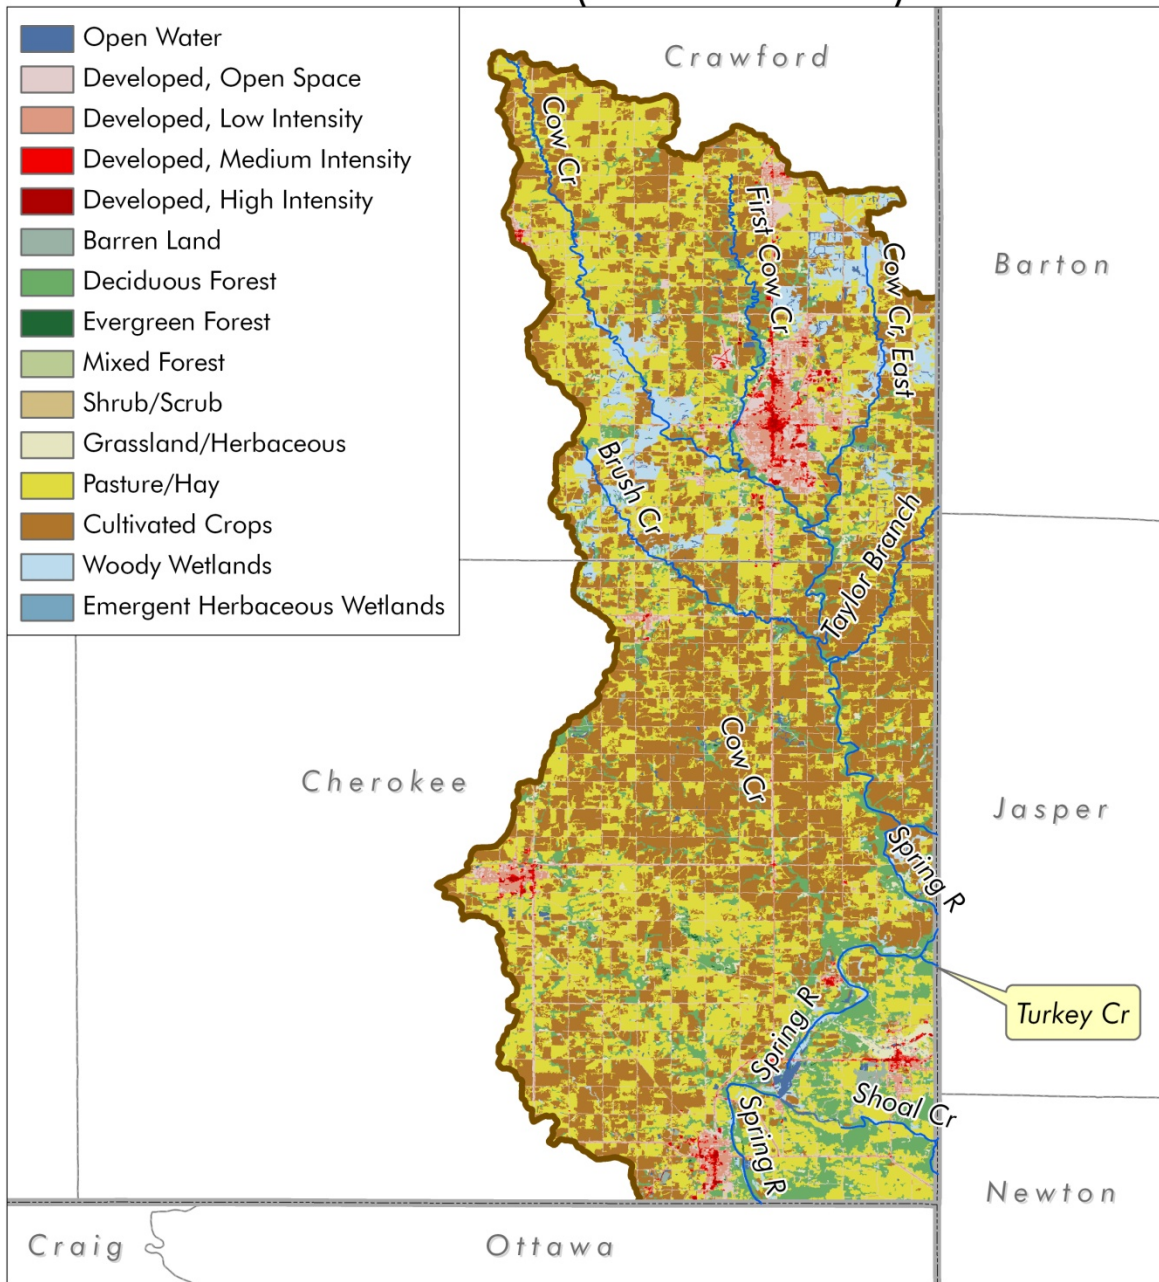 Open Water
Developed, Open Space
Developed, Low Intensity
Developed, Medium Intensity
Developed, High Intensity
Barren Land
Deciduous Forest
Evergreen Forest
Mixed Forest
Shrub/Scrub
Grassland/Herbaceous
Pasture/Hay
Cultivated Crops
Woody Wetlands
Emergent Herbaceous Wetlands
Crawford
Cow Cr
First Cow Cr
Cow Cr, East
Barton
Brush Cr
Taylor Branch
Cow Cr
Cherokee
Jasper
Spring R
Turkey Cr
Spring R
Shoal Cr
Spring R
Newton
Craig
Ottawa